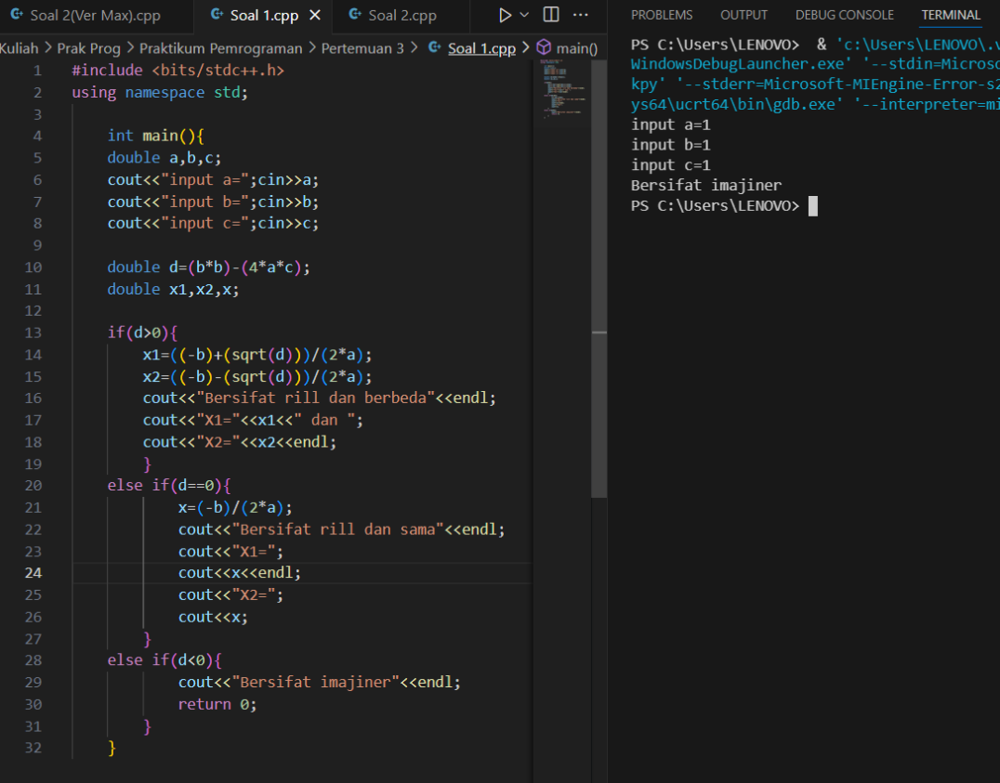 Soal 2(Ver Max).cpp Soal 1.cpp Soal 2.cpp
Kuliah > Prak Prog > Praktikum Pemrograman > Pertemuan 3 > Soal 1.cpp > main()
1 #include <bits/stdc++.h>
2 using namespace std;
3
4 int main(){
5 double a,b,c;
6 cout<<"input a=";cin>>a;
7 cout<<"input b=";cin>>b;
8 cout<<"input c=";cin>>c;
9
10 double d=(b*b)-(4*a*c);
11 double x1,x2,x;
12
13 if(d>0){
14 x1=((-b)+(sqrt(d)))/(2*a);
15 x2=((-b)-(sqrt(d)))/(2*a);
16 cout<<"Bersifat rill dan berbeda"<<endl;
17 cout<<"X1="<<x1<<" dan ";
18 cout<<"X2="<<x2<<endl;
19 }
20 else if(d==0){
21 x=(-b)/(2*a);
22 cout<<"Bersifat rill dan sama"<<endl;
23 cout<<"X1=";
24 cout<<x<<endl;
25 cout<<"X2=";
26 cout<<x;
27 }
28 else if(d<0){
29 cout<<"Bersifat imajiner"<<endl;
30 return 0;
31 }
32 }
PROBLEMS OUTPUT DEBUG CONSOLE TERMINAL
PS C:\Users\LENOVO> & 'c:\Users\LENOVO\.v
WindowsDebugLauncher.exe' '--stdin=Microso
kpy' '--stderr=Microsoft-MIEngine-Error-s2
ys64\ucrt64\bin\gdb.exe' '--interpreter=mi
input a=1
input b=1
input c=1
Bersifat imajiner
PS C:\Users\LENOVO>